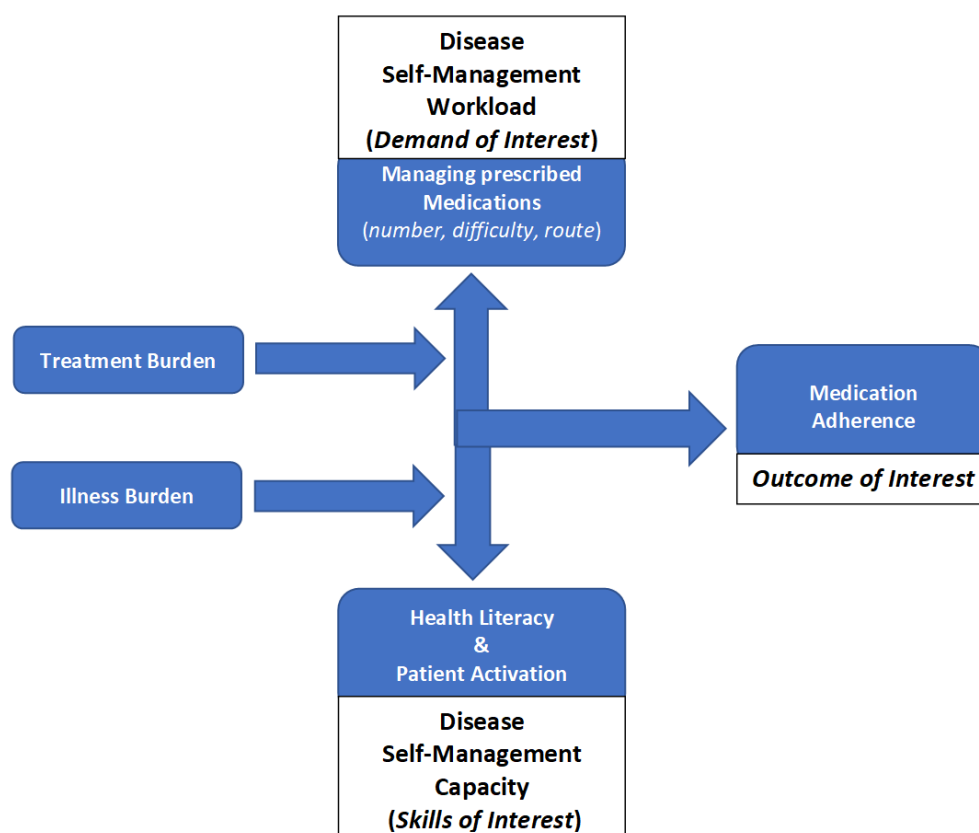 Disease
Self-Management
Workload
(Demand of Interest)
Managing prescribed
Medications
(number, difficulty, route)
Treatment Burden
Illness Burden
Medication
Adherence
Outcome of Interest
Health Literacy
&
Patient Activation
Disease
Self-Management
Capacity
(Skills of Interest)